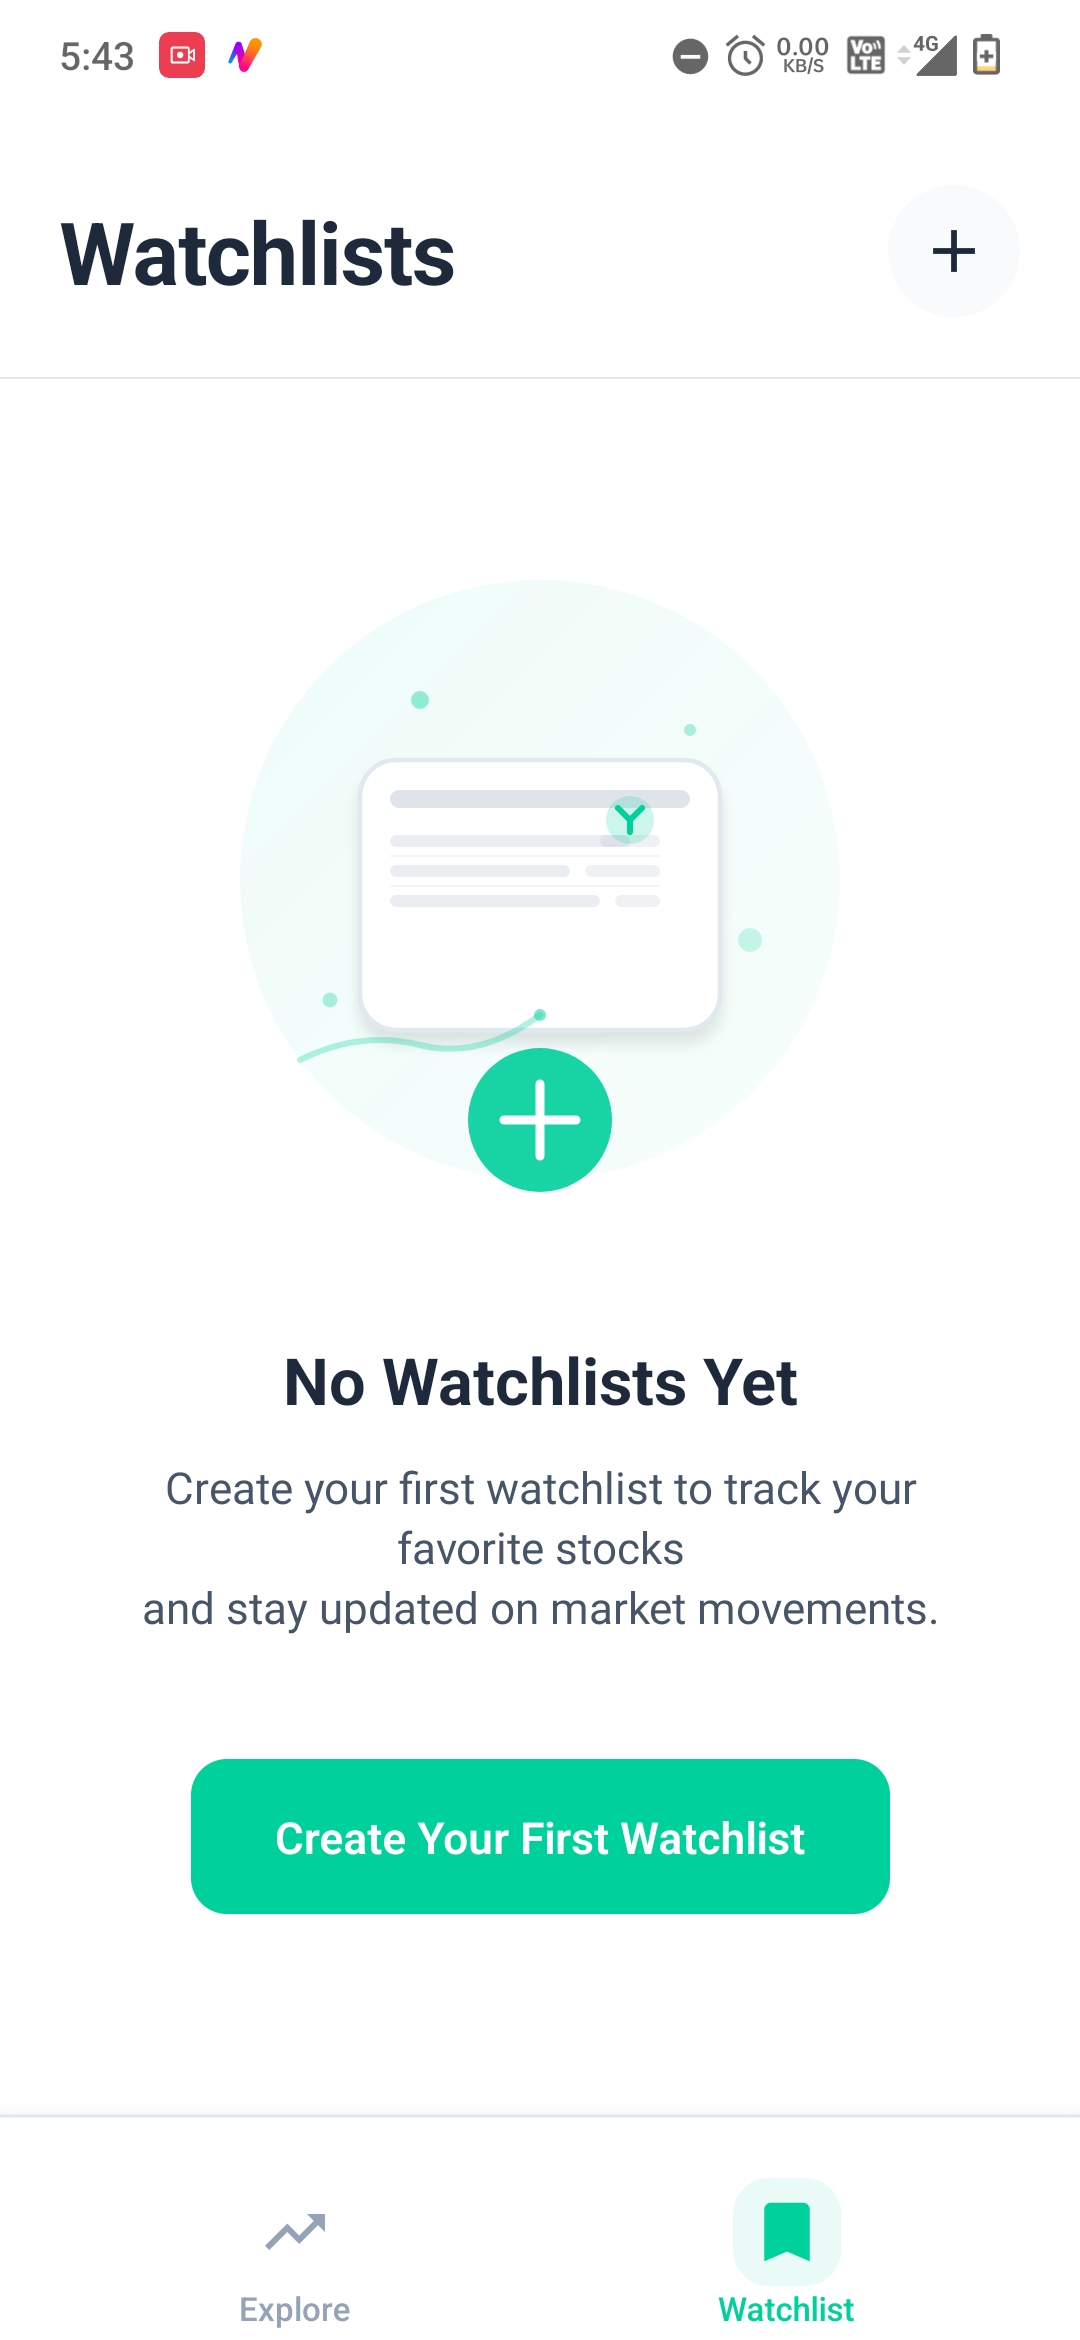 5:43
0.00
KB/S
Vo
LTE
4G
Watchlists
No Watchlists Yet
Create your first watchlist to track your
favorite stocks
and stay updated on market movements.
Create Your First Watchlist
Explore
Watchlist